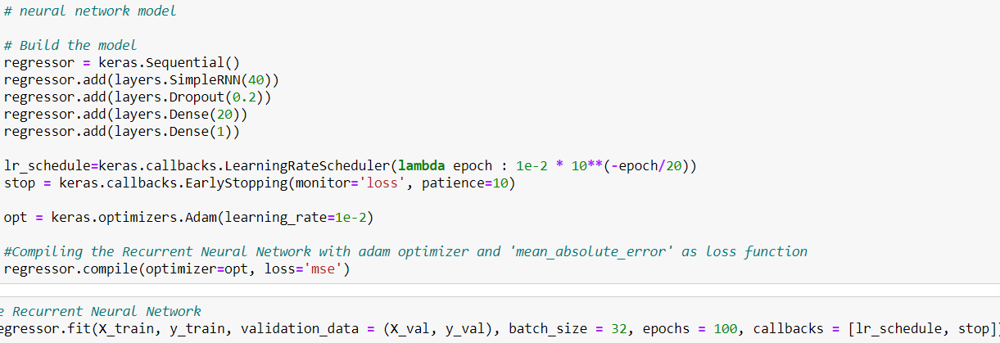 # neural network model
# Build the model
regressor = keras.Sequential()
regressor.add(layers.SimpleRNN(40))
regressor.add(layers.Dropout(0.2))
regressor.add(layers.Dense(20))
regressor.add(layers.Dense(1))
lr_schedule=keras.callbacks.LearningRateScheduler(lambda epoch : 1e-2 * 10**(-epoch/20))
stop = keras.callbacks.EarlyStopping(monitor='loss', patience=10)
opt = keras.optimizers.Adam(learning_rate=1e-2)
#Compiling the Recurrent Neural Network with adam optimizer and 'mean_absolute_error' as loss function
regressor.compile(optimizer=opt, loss='mse')
e Recurrent Neural Network
egressor.fit(X_train, y_train, validation_data = (X_val, y_val), batch_size = 32, epochs = 100, callbacks = [lr_schedule, stop]